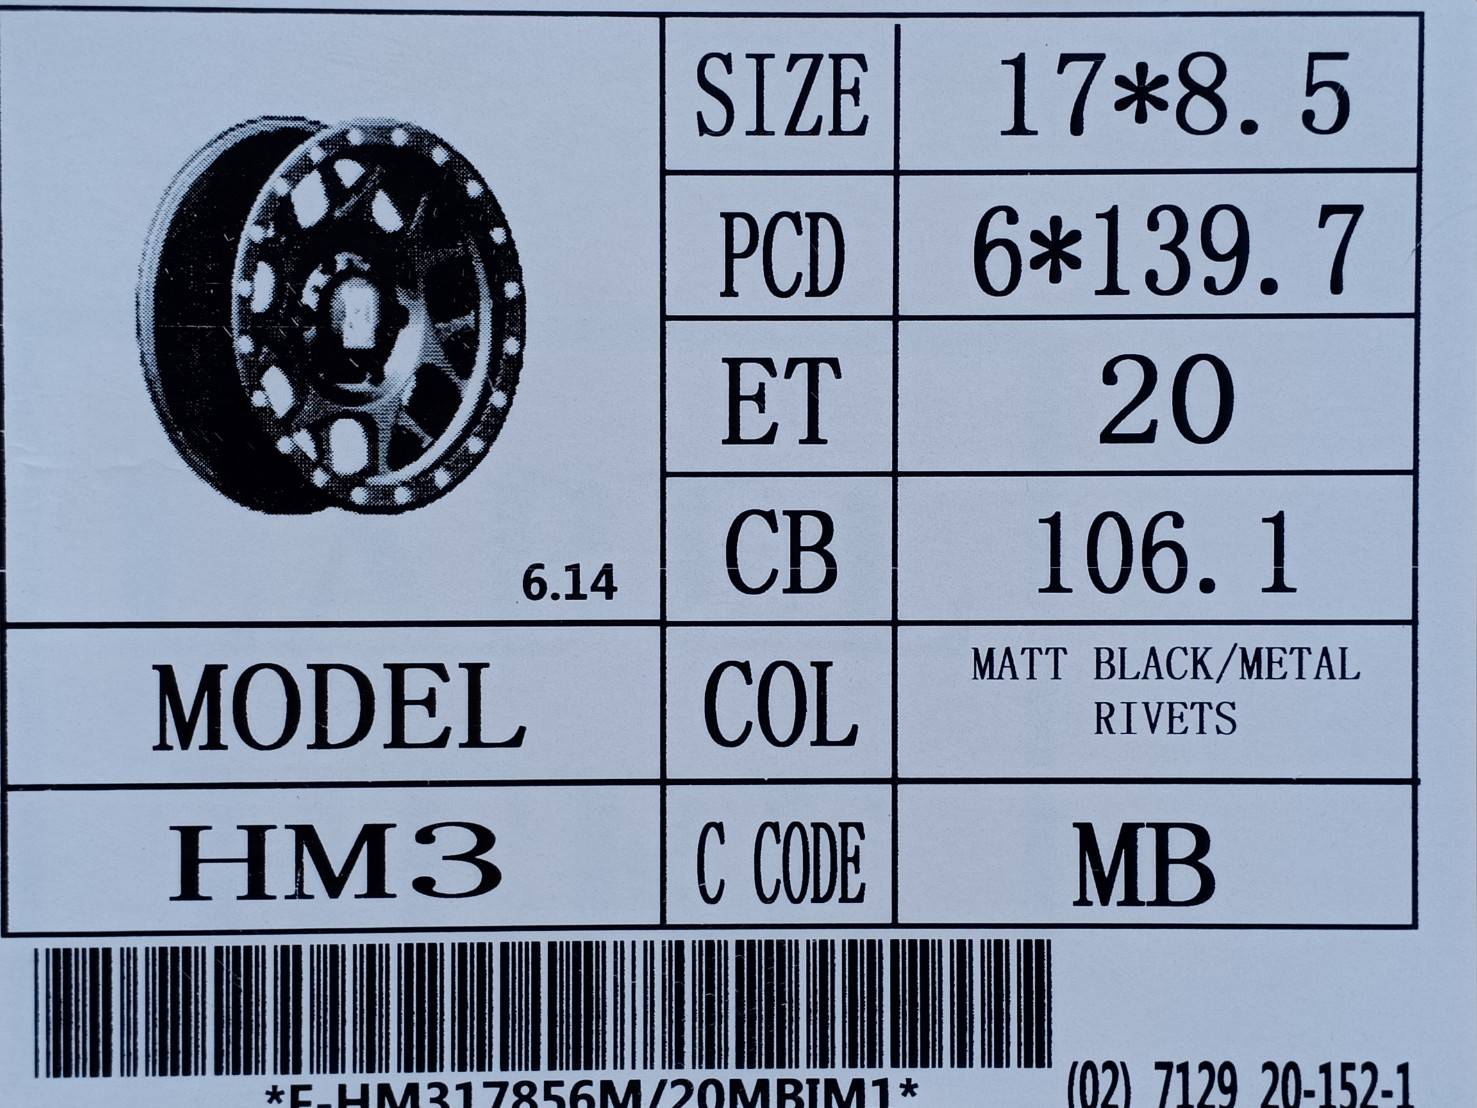 SIZE 17*8.5
PCD 6*139.7
ET 20
CB 106.1
6.14
MODEL COL MATT BLACK/METAL
RIVETS
HM3 C CODE MB
(02) 7129 20-152-1